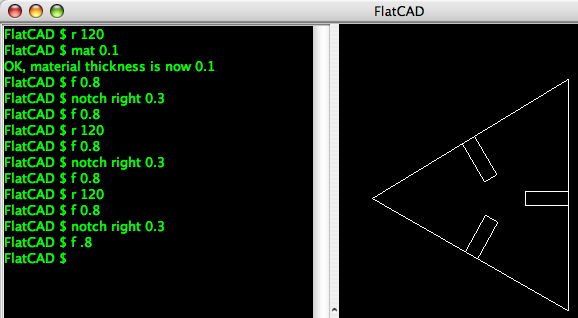 FlatCAD
FlatCAD $ r 120
FlatCAD $ mat 0.1
OK, material thickness is now 0.1
FlatCAD $ f 0.8
FlatCAD $ notch right 0.3
FlatCAD $ f 0.8
FlatCAD $ r 120
FlatCAD $ f 0.8
FlatCAD $ notch right 0.3
FlatCAD $ f 0.8
FlatCAD $ r 120
FlatCAD $ f 0.8
FlatCAD $ notch right 0.3
FlatCAD $ f .8
FlatCAD $